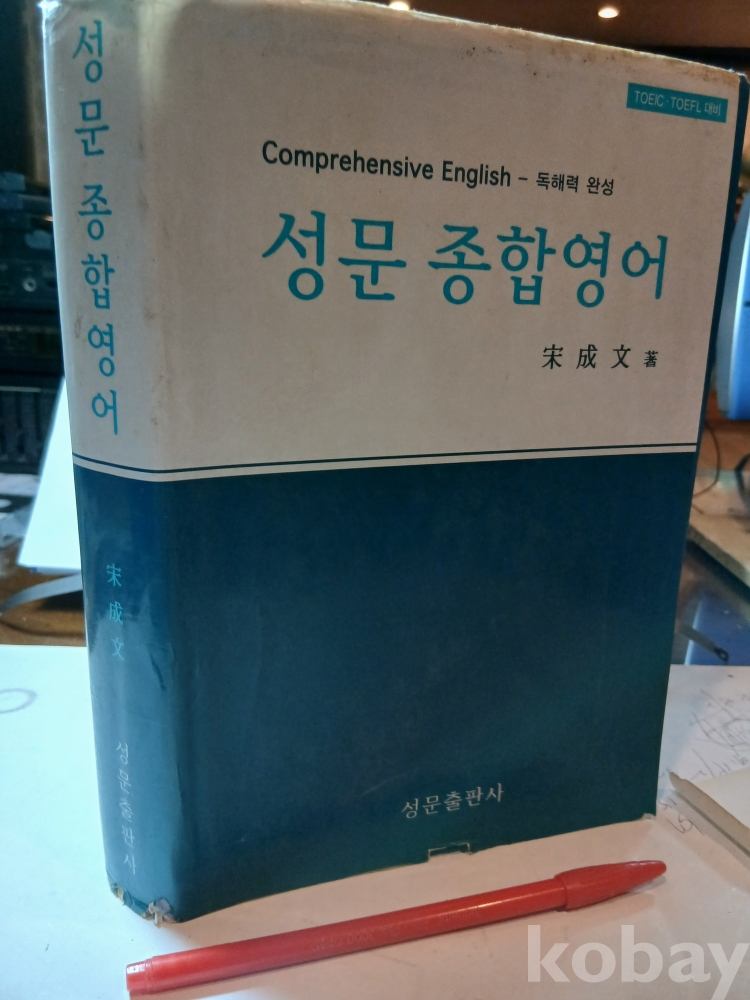 성문 종합영어
宋成文
성문출판사
TOEIC·TOEFL 대비
Comprehensive English - 독해력 완성
성문 종합영어
宋成文 著
성문출판사
kobay